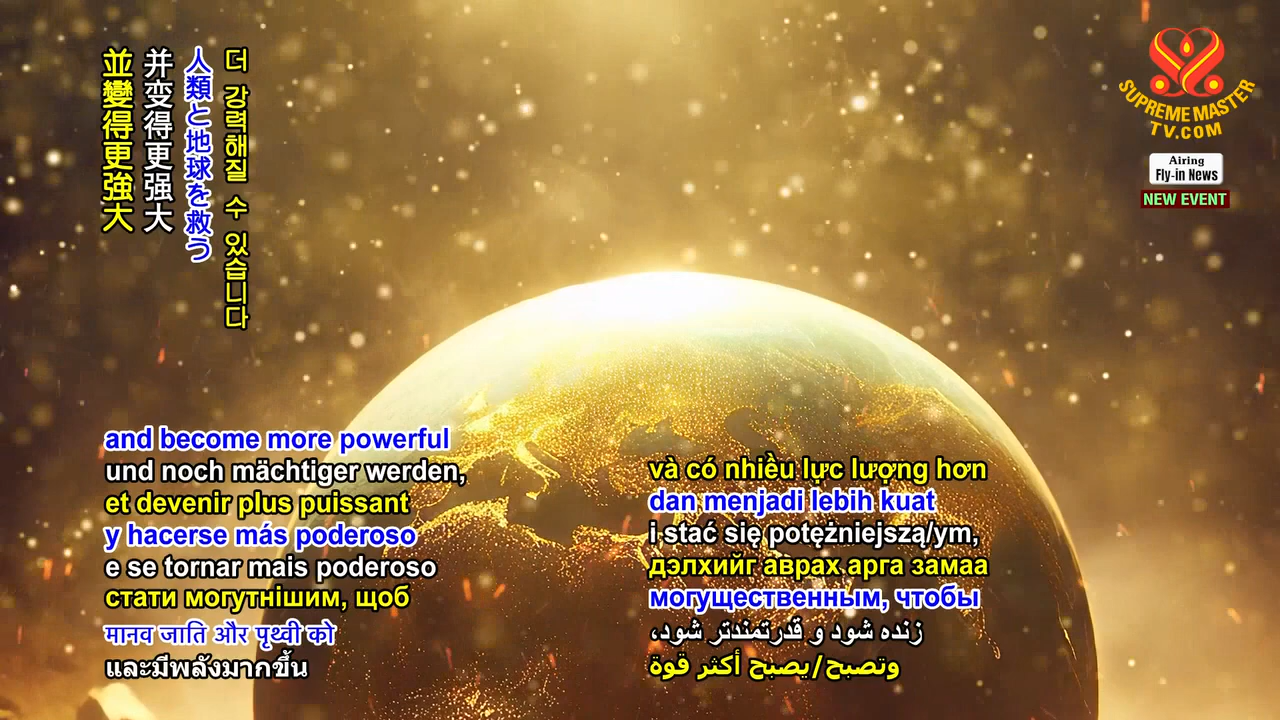 並變得更強大
并变得更强大
人類と地球を救う
더 강력해질 수 있습니다
SUPREME MASTER
TV.COM
Airing
Fly-in News
NEW EVENT
and become more powerful
und noch mächtiger werden,
et devenir plus puissant
y hacerse más poderoso
e se tornar mais poderoso
стати могутнішим, щоб
मानव जाति और पृथ्वी को
และมีพลังมากขึ้น
và có nhiều lực lượng hơn
dan menjadi lebih kuat
i stać się potężniejszą/ym,
дэлхийг аврах арга замаа
могущественным, чтобы
زنده شود و قدرتمندتر شود،
وتصبح/يصبح أكثر قوة